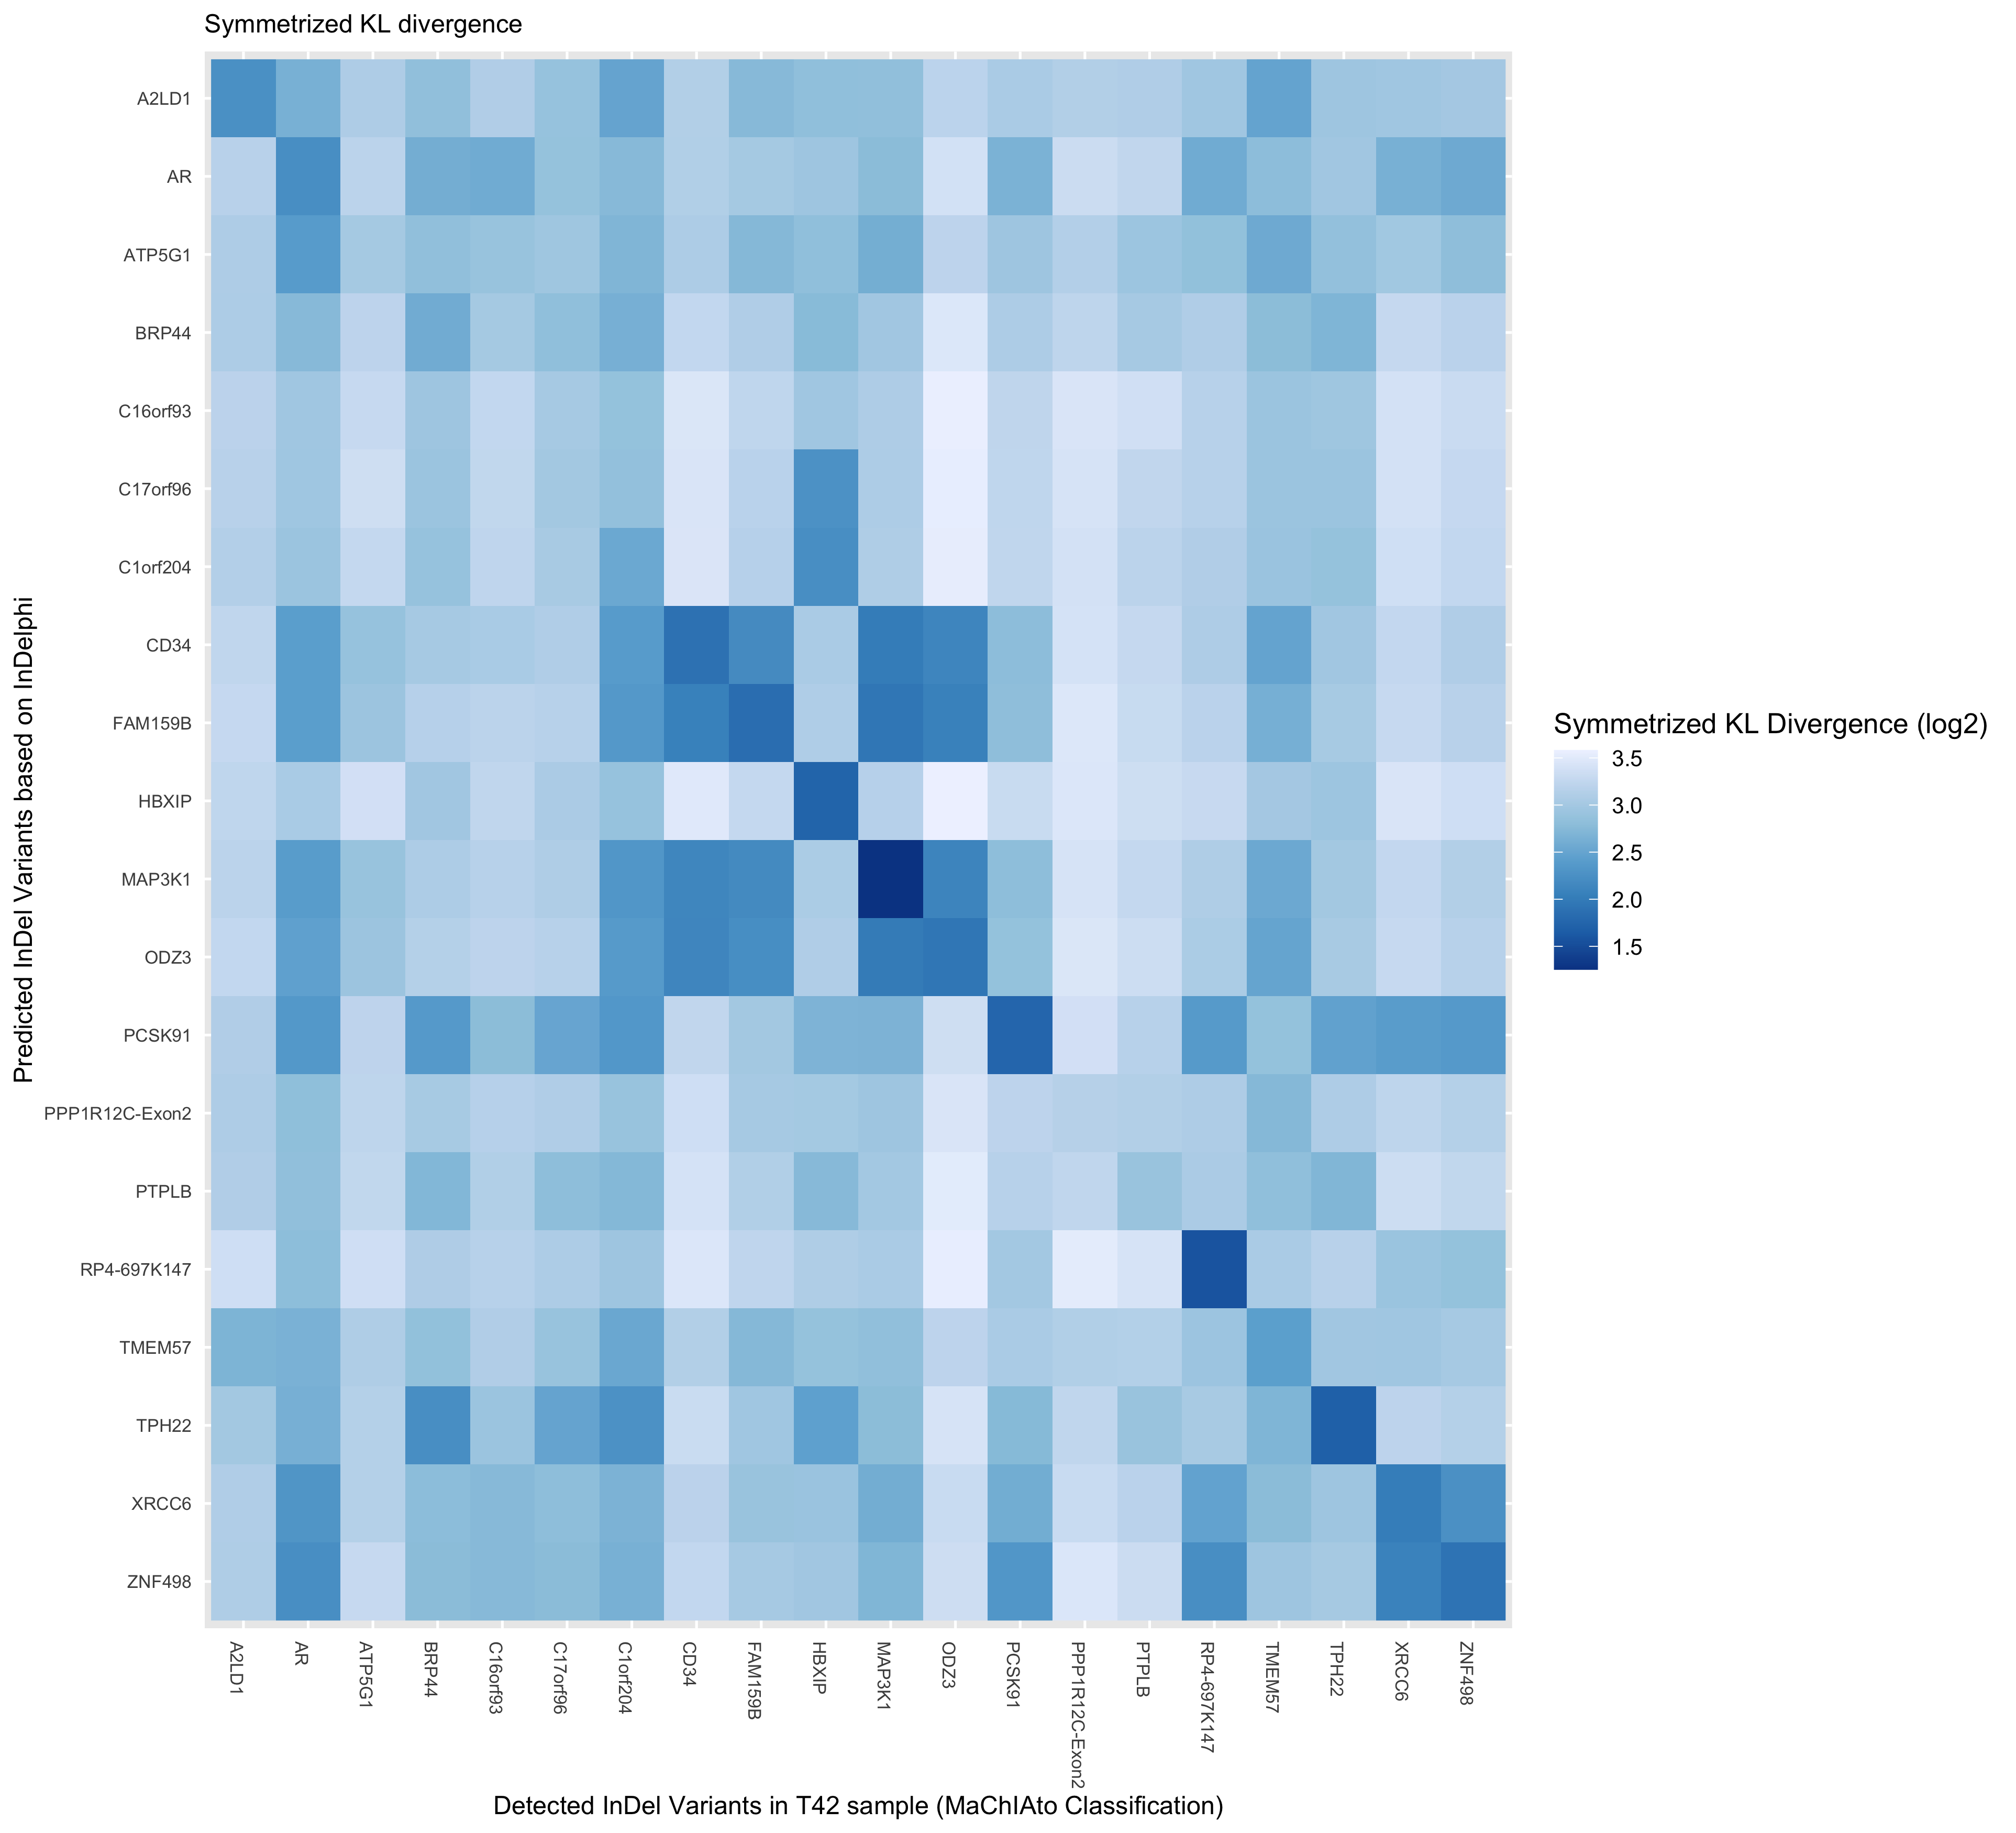 Symmetrized KL divergence
Predicted InDel Variants based on InDelphi
A2LD1
AR
ATP5G1
BRP44
C16orf93
C17orf96
C1orf204
CD34
FAM159B
HBXIP
MAP3K1
ODZ3
PCSK91
PPP1R12C-Exon2
PTPLB
RP4-697K147
TMEM57
TPH22
XRCC6
ZNF498
A2LD1
AR
ATP5G1
BRP44
C16orf93
C17orf96
C1orf204
CD34
FAM159B
HBXIP
MAP3K1
ODZ3
PCSK91
PPP1R12C-Exon2
PTPLB
RP4-697K147
TMEM57
TPH22
XRCC6
ZNF498
Detected InDel Variants in T42 sample (MaChIAto Classification)
Symmetrized KL Divergence (log2)
3.5
3.0
2.5
2.0
1.5